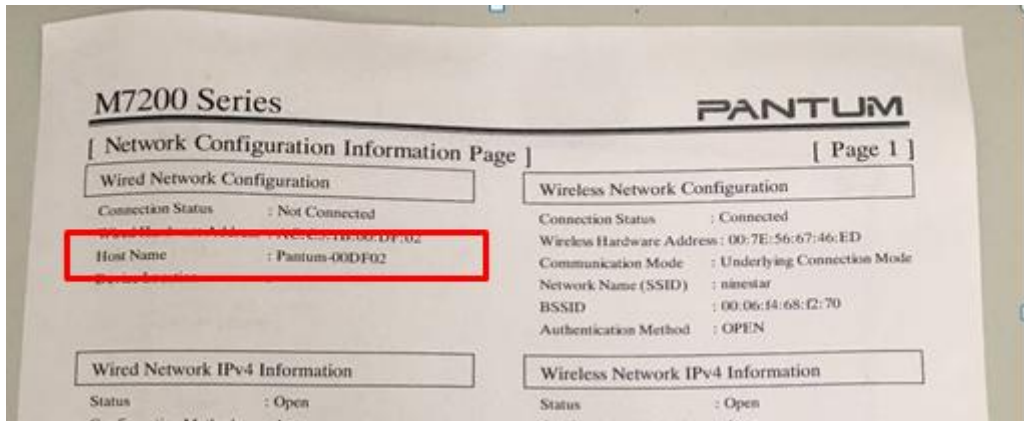 M7200 Series
PANTUM
[ Network Configuration Information Page ]
[ Page 1 ]
Wired Network Configuration
Connection Status : Not Connected
Host Name : Pantum-00DF02
Wireless Network Configuration
Connection Status : Connected
Wireless Hardware Address : 00:7E:56:67:46:ED
Communication Mode : Underlying Connection Mode
Network Name (SSID) : ninestar
BSSID : 00:06:f4:68:f2:70
Authentication Method : OPEN
Wired Network IPv4 Information
Status : Open
Wireless Network IPv4 Information
Status : Open